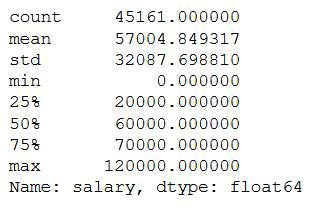 count 45161.000000
mean 57004.849317
std 32087.698810
min 0.000000
25% 20000.000000
50% 60000.000000
75% 70000.000000
max 120000.000000
Name: salary, dtype: float64